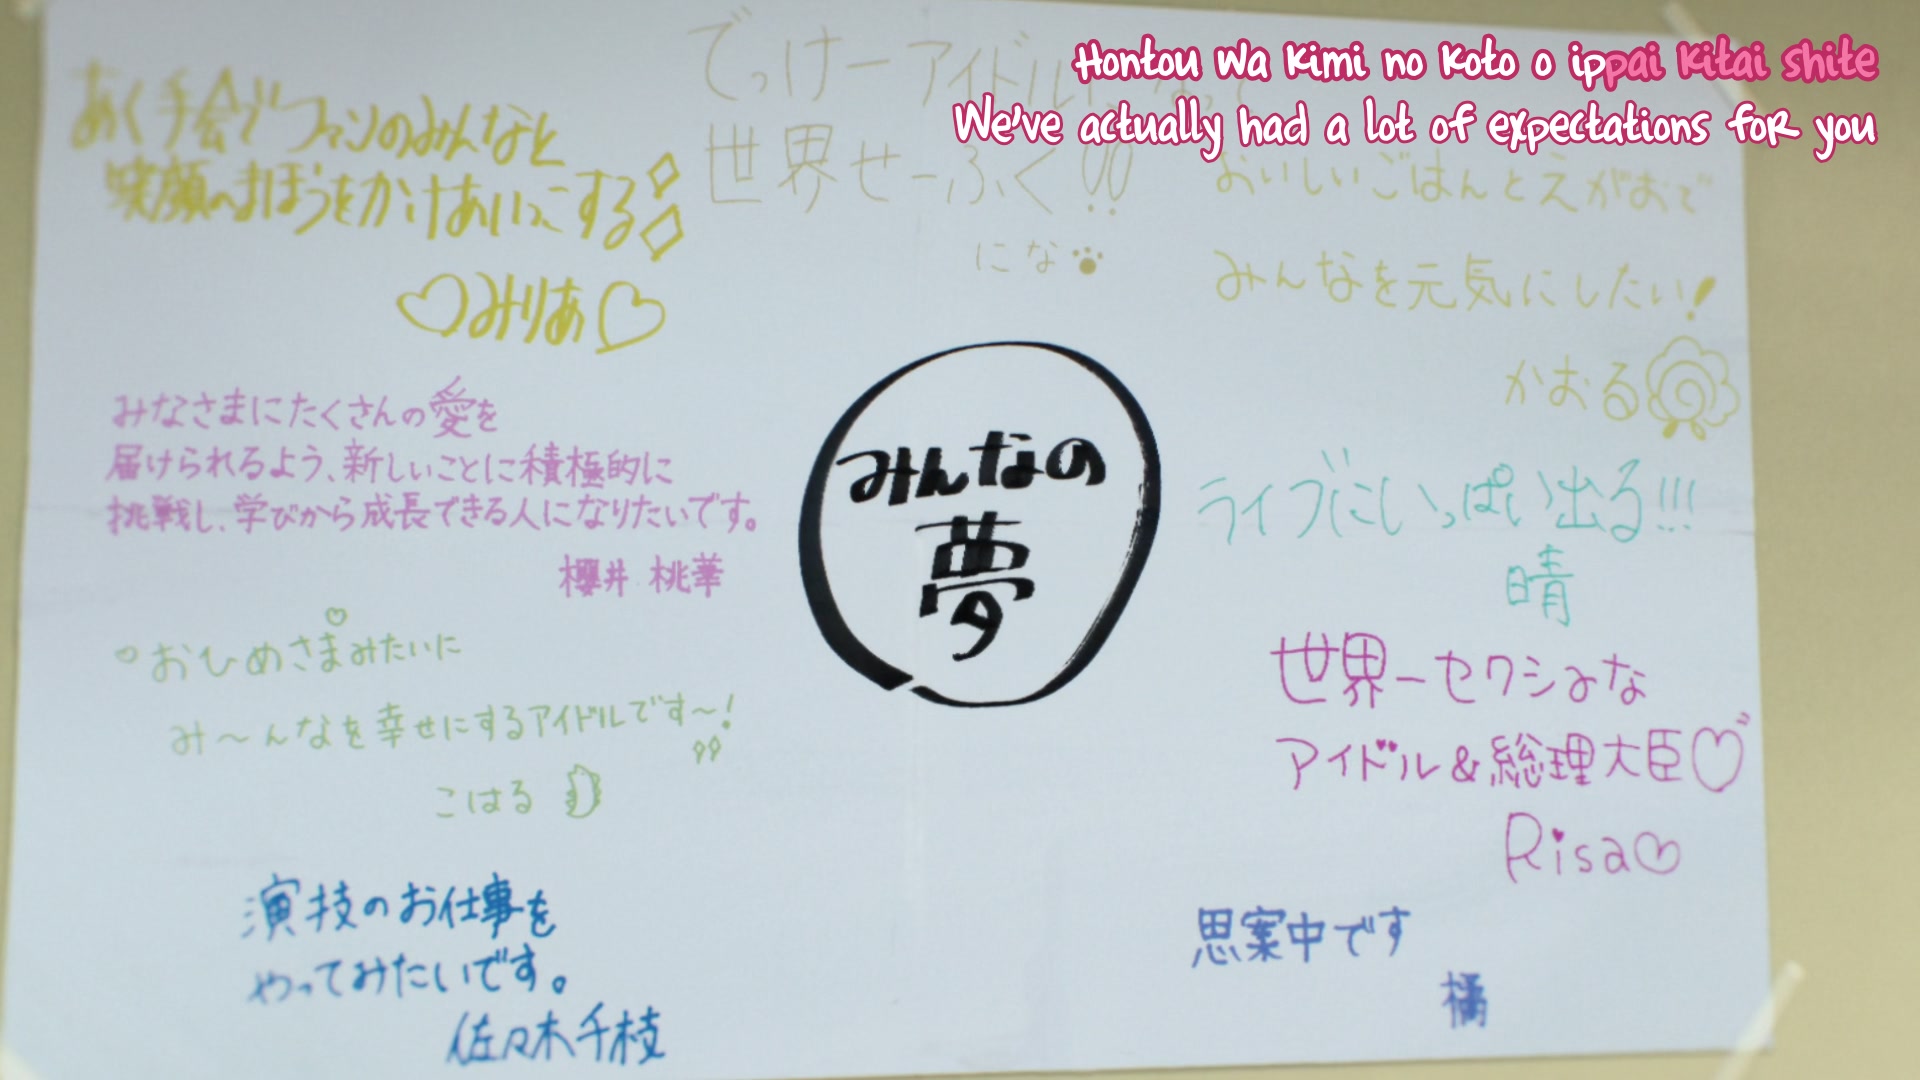 Hontou wa kimi no koto o ippai kitai shite
We've actually had a lot of expectations for you
あく手会でファンのみんなと
笑顔のまほうをかけあいっこする
みりあ
でっけーアイドルになって
世界せーふく!!
にな
おいしいごはんとえがおで
みんなを元気にしたい!
かおる
みなさまにたくさんの愛を
届けられるよう、新しいことに積極的に
挑戦し、学びから成長できる人になりたいです。
櫻井 桃華
みんなの
夢
ライブにいっぱい出る!!!
晴
おひめさまみたいに
み〜んなを幸せにするアイドルです〜!
こはる
世界一セクシみな
アイドル&総理大臣♡
Risa♡
演技のお仕事を
やってみたいです。
佐々木千枝
思案中です
橘